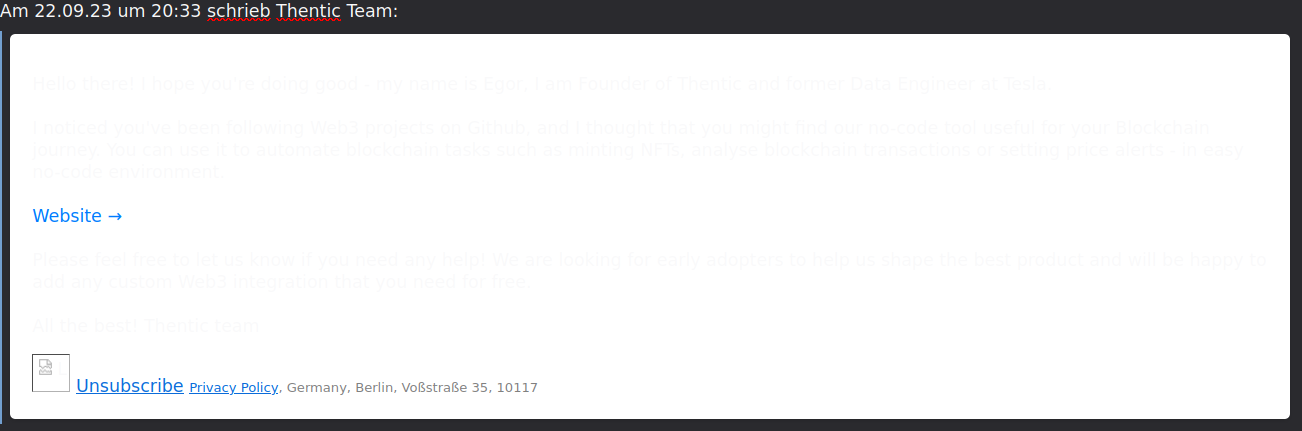 Am 22.09.23 um 20:33 schrieb Thentic Team:
Hello there! I hope you're doing good - my name is Egor, I am Founder of Thentic and former Data Engineer at Tesla.
I noticed you've been following Web3 projects on Github, and I thought that you might find our no-code tool useful for your Blockchain
journey. You can use it to automate blockchain tasks such as minting NFTs, analyse blockchain transactions or setting price alerts - in easy
no-code environment.
Website →
Please feel free to let us know if you need any help! We are looking for early adopters to help us shape the best product and will be happy to
add any custom Web3 integration that you need for free.
All the best! Thentic team
Unsubscribe Privacy Policy, Germany, Berlin, Voßstraße 35, 10117